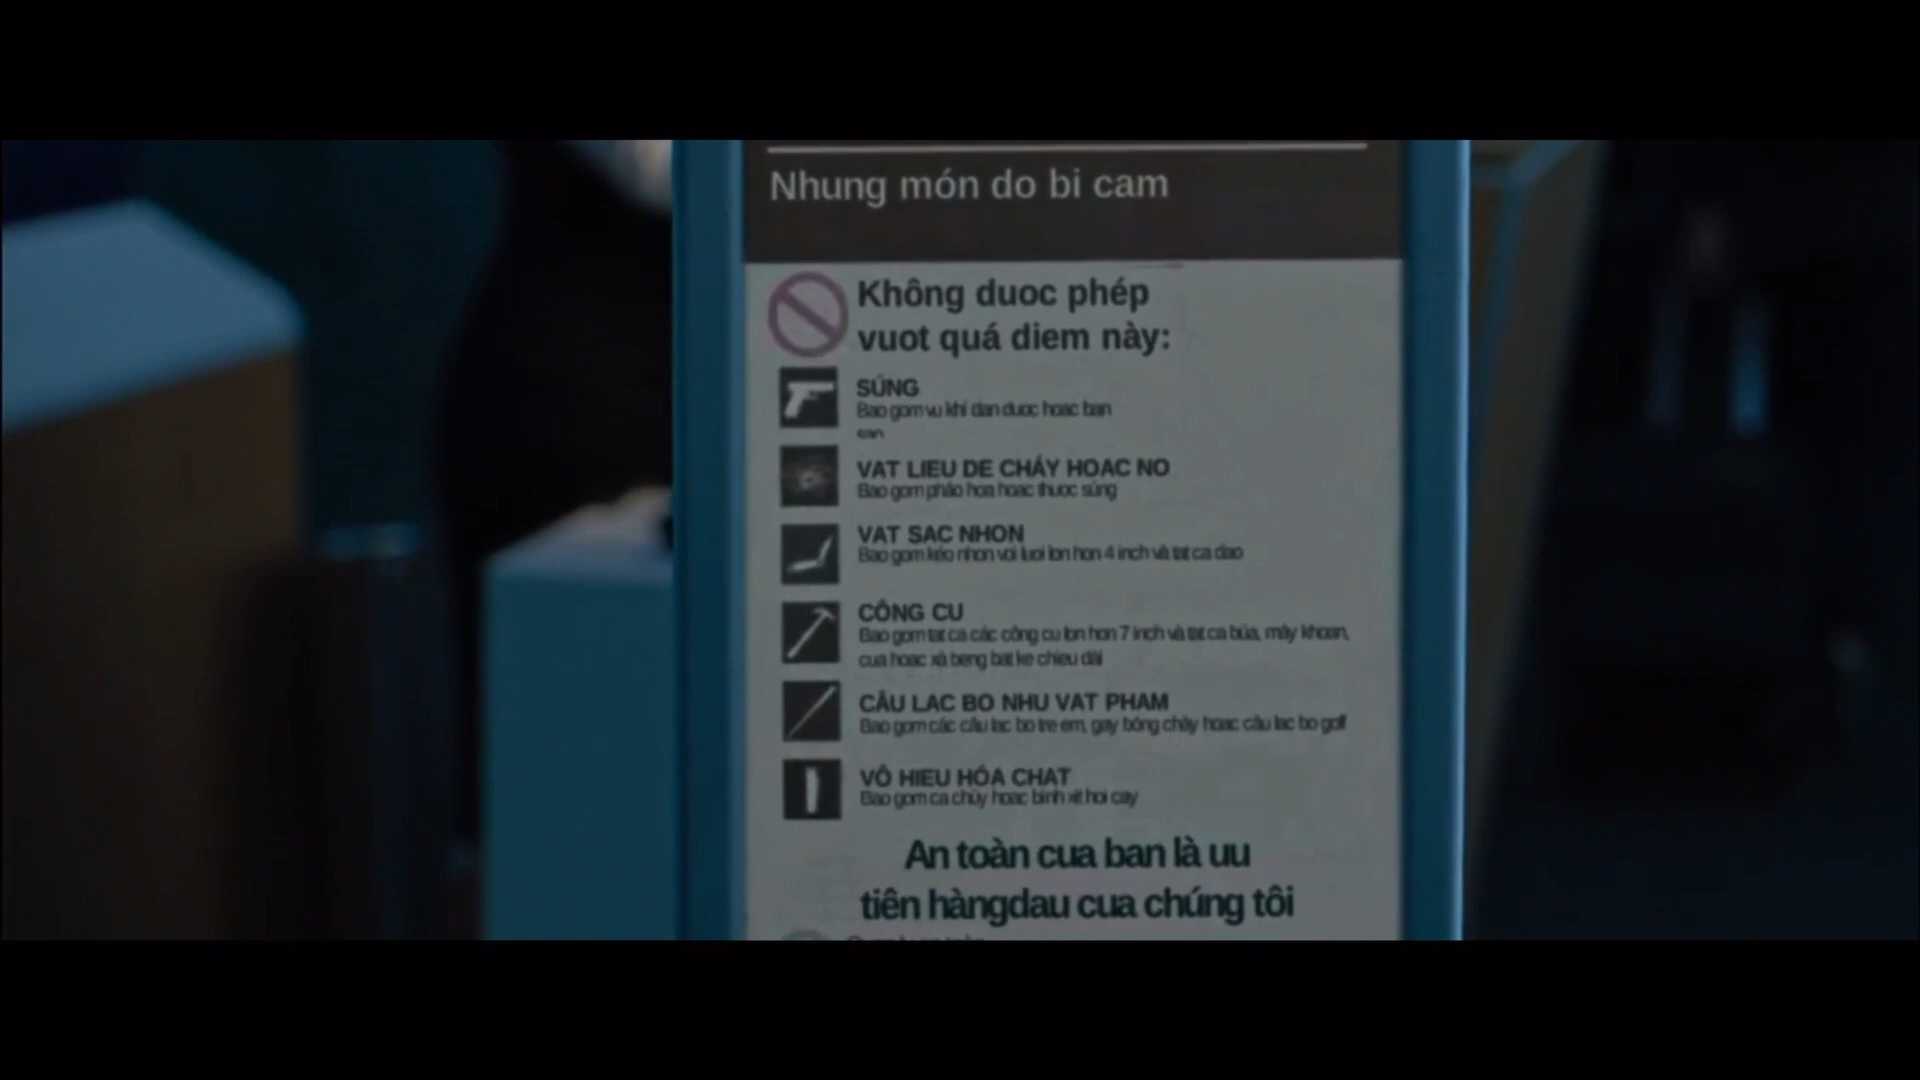 Nhung món do bi cam
Không duoc phép
vuot quá diem này:
SÚNG
Bao gom vu khí dan duoc hoac ban
san
VAT LIEU DE CHÁY HOAC NO
Bao gom pháo hoa hoac thuoc súng
VAT SAC NHON
Bao gom kéo nhon voi luoi lon hon 4 inch và tat ca dao
CÔNG CU
Bao gom tat ca các công cu lon hon 7 inch và tat ca búa, máy khoan,
cua hoac xà beng bat ke chieu dài
CÂU LAC BO NHU VAT PHAM
Bao gom các câu lac bo tre em, gay bóng chày hoac câu lac bo golf
VÔ HIEU HÓA CHAT
Bao gom ca chùy hoac bình xit hoi cay
An toàn cua ban là uu
tiên hàngdau cua chúng tôi